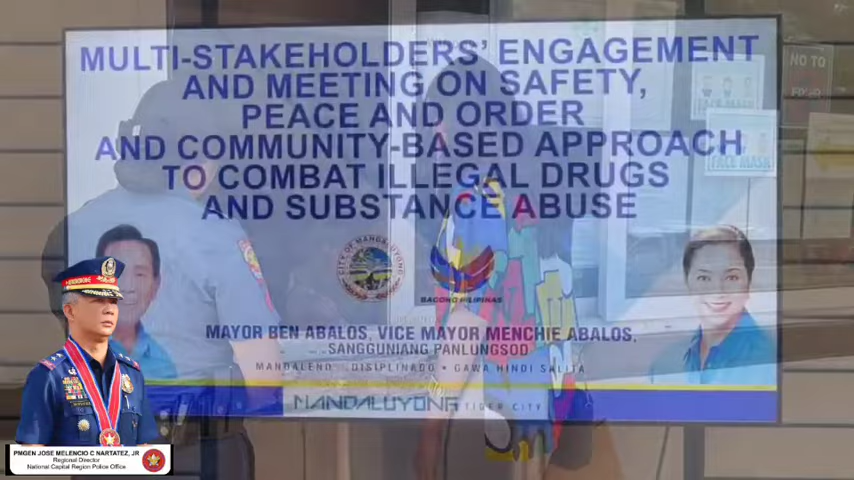 MULTI-STAKEHOLDERS' ENGAGEMENT
AND MEETING ON SAFETY,
PEACE AND ORDER
AND COMMUNITY-BASED APPROACH
TO COMBAT ILLEGAL DRUGS
AND SUBSTANCE ABUSE
NO TO
FACE MASK
FACE MASK
BAGONG PILIPINAS
MAYOR BEN ABALOS, VICE MAYOR MENCHIE ABALOS,
SANGGUNIANG PANLUNGSOD
DISIPLINADO • GAWA HINDI SALITA
MANDALUYONG TIGER CITY
PMGEN JOSE MELENCIO C NARTATEZ, JR
Regional Director
National Capital Region Police Office